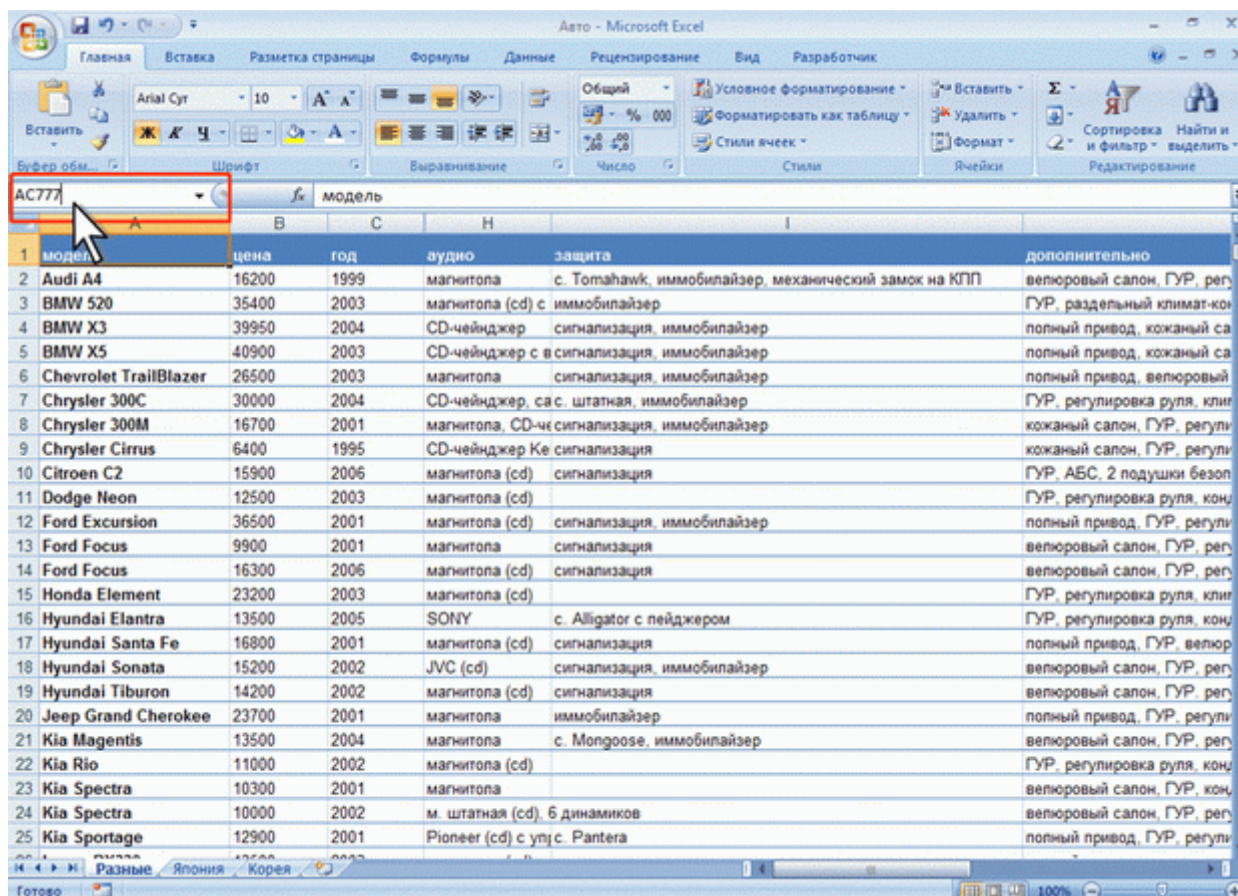 Авто - Microsoft Excel
Главная Вставка Разметка страницы Формулы Данные Рецензирование Вид Разработчик
Вставить
Arial Cyr 10
Ж К Ч
Общий
% 000
Условное форматирование
Форматировать как таблицу
Стили ячеек
Вставить
Удалить
Формат
Сортировка и фильтр
Найти и выделить
Буфер обм... Шрифт Выравнивание Число Стили Ячейки Редактирование
AC777 fx модель
A B C H I
1 цена год аудио защита дополнительно
2 Audi A4 16200 1999 магнитола с. Tomahawk, иммобилайзер, механический замок на КПП велюровый салон, ГУР,
3 BMW 520 35400 2003 магнитола (cd) с иммобилайзер ГУР, раздельный
4 BMW X3 39950 2004 CD-чейнджер сигнализация, иммобилайзер полный привод, кожаный са
5 BMW X5 40900 2003 CD-чейнджер с в сигнализация, иммобилайзер полный привод, кожаный са
6 Chevrolet TrailBlazer 26500 2003 магнитола сигнализация, иммобилайзер полный привод, велюровый
7 Chrysler 300C 30000 2004 CD-чейнджер, са с. штатная, иммобилайзер ГУР, регулировка руля,
8 Chrysler 300M 16700 2001 магнитола, CD-че сигнализация, иммобилайзер кожаный салон, ГУР,
9 Chrysler Cirrus 6400 1995 CD-чейнджер Ке сигнализация кожаный салон, ГУР,
10 Citroen C2 15900 2006 магнитола (cd) сигнализация ГУР, АБС, 2 подушки безоп
11 Dodge Neon 12500 2003 магнитола (cd) ГУР, регулировка руля,
12 Ford Excursion 36500 2001 магнитола (cd) сигнализация, иммобилайзер полный привод, ГУР,
13 Ford Focus 9900 2001 магнитола сигнализация велюровый салон, ГУР,
14 Ford Focus 16300 2006 магнитола (cd) сигнализация велюровый салон, ГУР,
15 Honda Element 23200 2003 магнитола (cd) ГУР, регулировка руля,
16 Hyundai Elantra 13500 2005 SONY с. Alligator с пейджером ГУР, регулировка руля,
17 Hyundai Santa Fe 16800 2001 магнитола (cd) сигнализация полный привод, ГУР,
18 Hyundai Sonata 15200 2002 JVC (cd) сигнализация, иммобилайзер велюровый салон, ГУР,
19 Hyundai Tiburon 14200 2002 магнитола (cd) сигнализация велюровый салон, ГУР.
20 Jeep Grand Cherokee 23700 2001 магнитола иммобилайзер полный привод, ГУР,
21 Kia Magentis 13500 2004 магнитола с. Mongoose, иммобилайзер велюровый салон, ГУР,
22 Kia Rio 11000 2002 магнитола (cd) ГУР, регулировка руля,
23 Kia Spectra 10300 2001 магнитола велюровый салон, ГУР,
24 Kia Spectra 10000 2002 м. штатная (cd), 6 динамиков велюровый салон, ГУР,
25 Kia Sportage 12900 2001 Pioneer (cd) с с. Pantera полный привод, ГУР,
Разные Япония Корея
Готово 100%